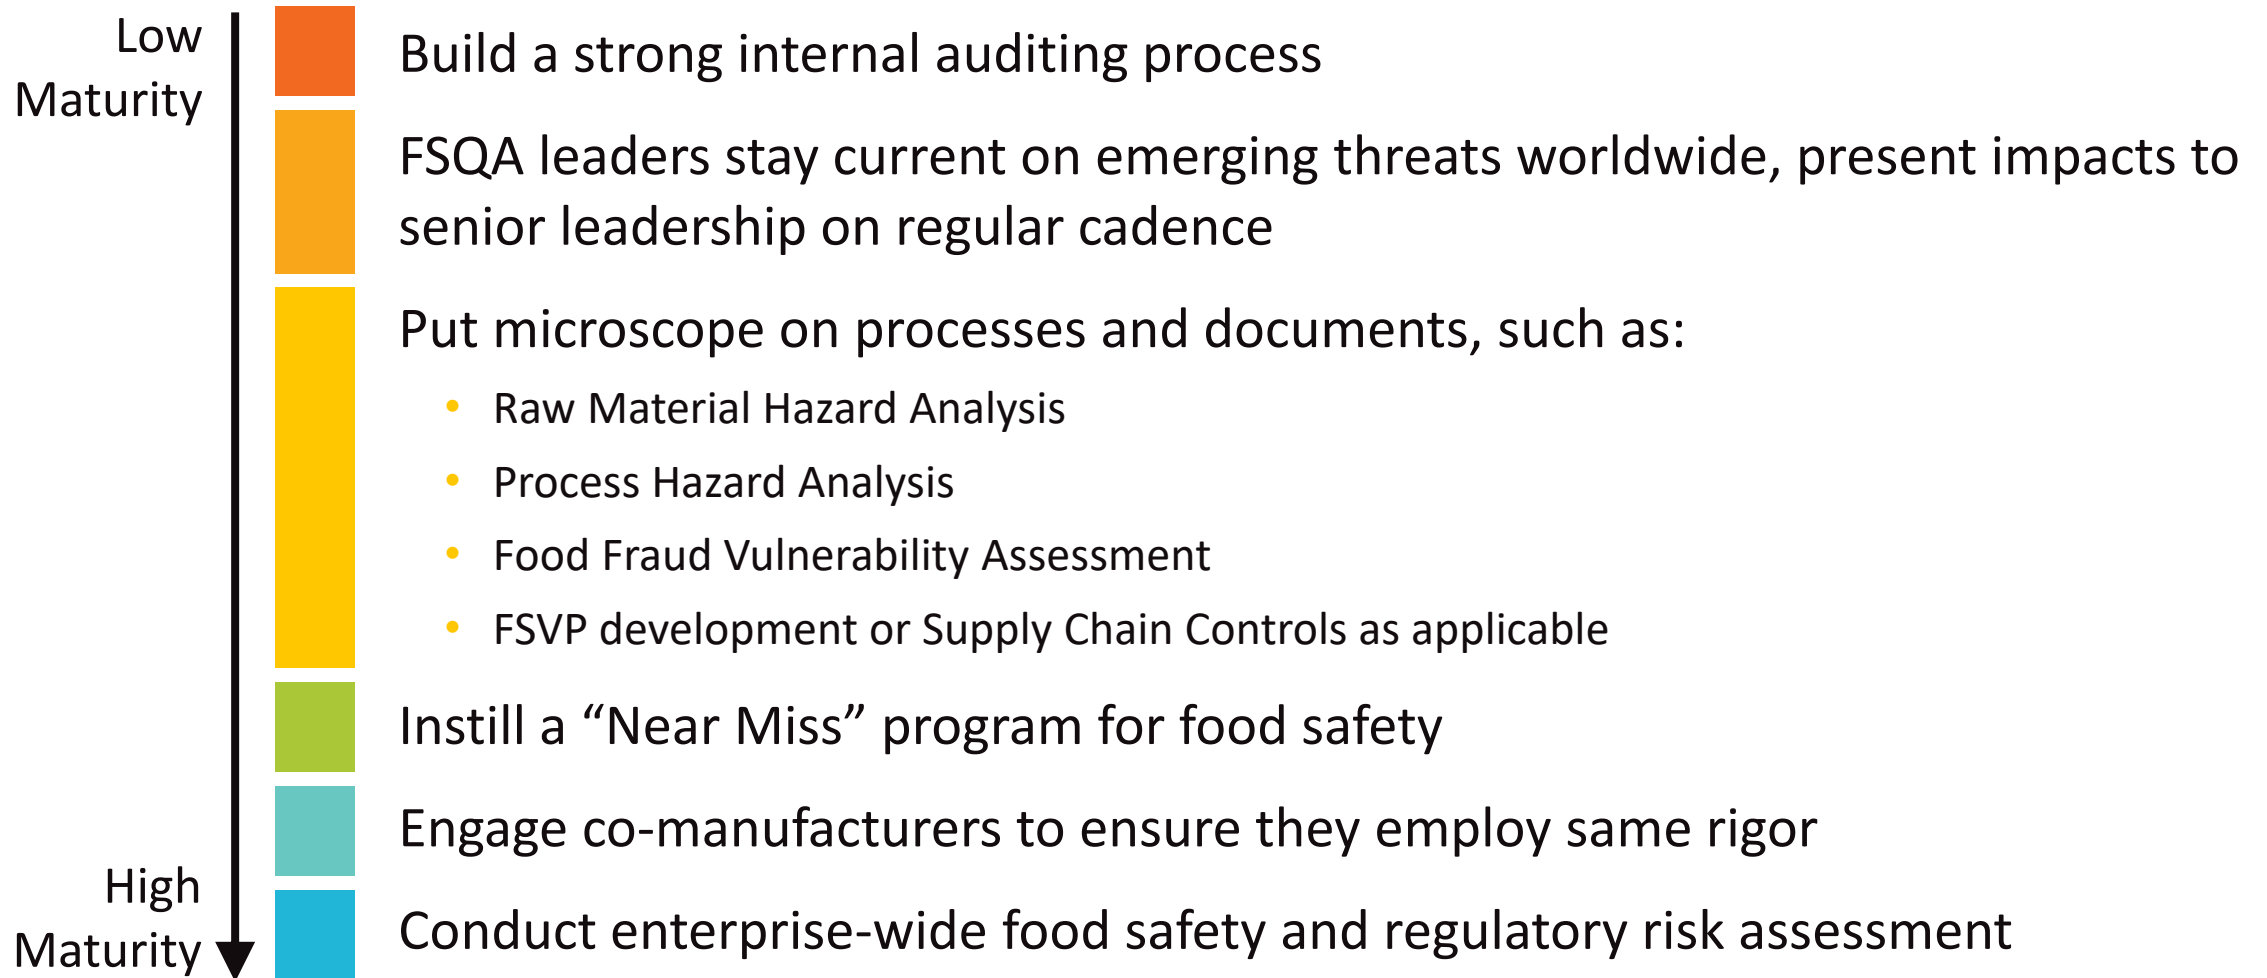 Low
Maturity
Build a strong internal auditing process
FSQA leaders stay current on emerging threats worldwide, present impacts to
senior leadership on regular cadence
Put microscope on processes and documents, such as:
• Raw Material Hazard Analysis
• Process Hazard Analysis
• Food Fraud Vulnerability Assessment
• FSVP development or Supply Chain Controls as applicable
Instill a “Near Miss” program for food safety
Engage co-manufacturers to ensure they employ same rigor
High
Maturity
Conduct enterprise-wide food safety and regulatory risk assessment